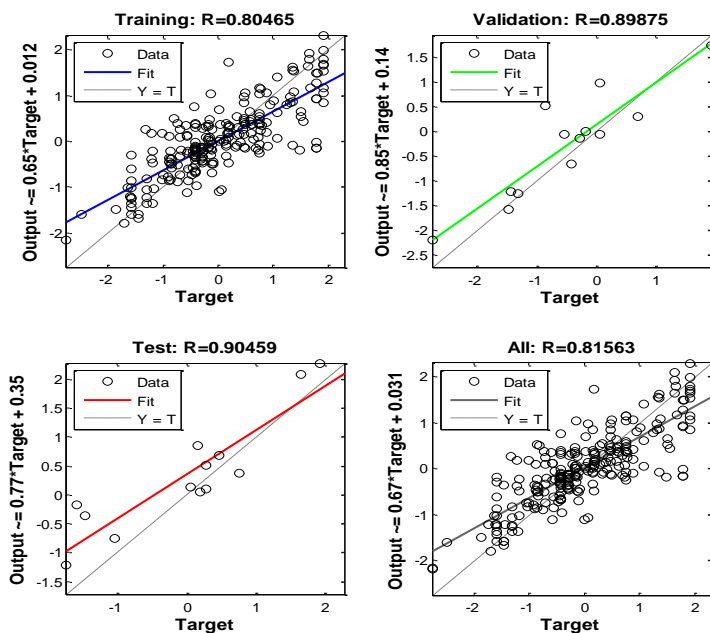 Training: R=0.80465
Output ~= 0.65*Target + 0.012
2
1
0
-1
-2
Data
Fit
Y = T
-2
-1
0
1
2
Target
Validation: R=0.89875
Output ~= 0.85*Target + 0.14
1.5
1
0.5
0
-0.5
-1
-1.5
-2
-2.5
Data
Fit
Y = T
-2
-1
0
1
Target
Test: R=0.90459
Output ~= 0.77*Target + 0.35
2
1.5
1
0.5
0
-0.5
-1
-1.5
Data
Fit
Y = T
-1
0
1
2
Target
All: R=0.81563
Output ~= 0.67*Target + 0.031
2
1
0
-1
-2
Data
Fit
Y = T
-2
-1
0
1
2
Target